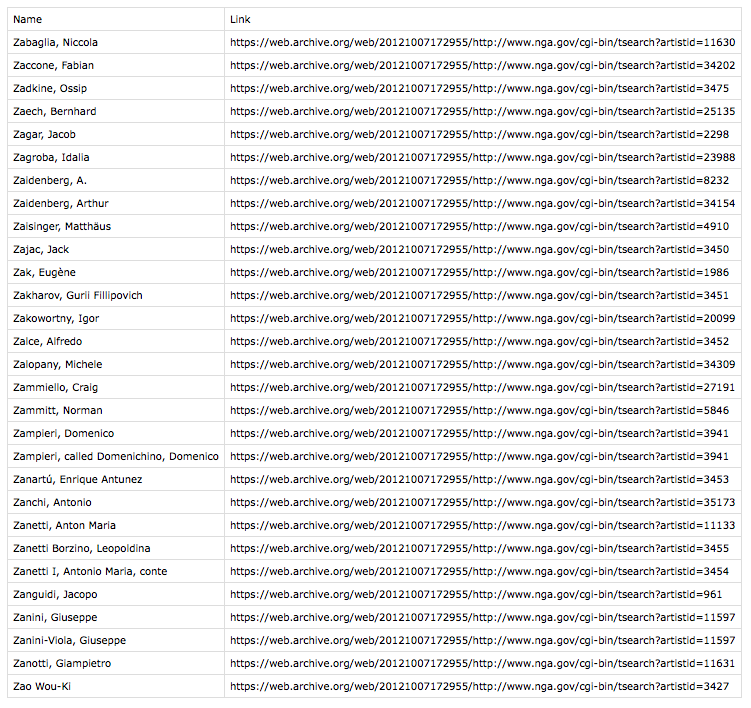 Name Link
Zabaglia, Niccola https://web.archive.org/web/20121007172955/http://www.nga.gov/cgi-bin/tsearch?artistid=11630
Zaccone, Fabian https://web.archive.org/web/20121007172955/http://www.nga.gov/cgi-bin/tsearch?artistid=34202
Zadkine, Ossip https://web.archive.org/web/20121007172955/http://www.nga.gov/cgi-bin/tsearch?artistid=3475
Zaech, Bernhard https://web.archive.org/web/20121007172955/http://www.nga.gov/cgi-bin/tsearch?artistid=25135
Zagar, Jacob https://web.archive.org/web/20121007172955/http://www.nga.gov/cgi-bin/tsearch?artistid=2298
Zagroba, Idalia https://web.archive.org/web/20121007172955/http://www.nga.gov/cgi-bin/tsearch?artistid=23988
Zaidenberg, A. https://web.archive.org/web/20121007172955/http://www.nga.gov/cgi-bin/tsearch?artistid=8232
Zaidenberg, Arthur https://web.archive.org/web/20121007172955/http://www.nga.gov/cgi-bin/tsearch?artistid=34154
Zaisinger, Matthäus https://web.archive.org/web/20121007172955/http://www.nga.gov/cgi-bin/tsearch?artistid=4910
Zajac, Jack https://web.archive.org/web/20121007172955/http://www.nga.gov/cgi-bin/tsearch?artistid=3450
Zak, Eugène https://web.archive.org/web/20121007172955/http://www.nga.gov/cgi-bin/tsearch?artistid=1986
Zakharov, Gurii Fillipovich https://web.archive.org/web/20121007172955/http://www.nga.gov/cgi-bin/tsearch?artistid=3451
Zakowortny, Igor https://web.archive.org/web/20121007172955/http://www.nga.gov/cgi-bin/tsearch?artistid=20099
Zalce, Alfredo https://web.archive.org/web/20121007172955/http://www.nga.gov/cgi-bin/tsearch?artistid=3452
Zalopany, Michele https://web.archive.org/web/20121007172955/http://www.nga.gov/cgi-bin/tsearch?artistid=34309
Zammiello, Craig https://web.archive.org/web/20121007172955/http://www.nga.gov/cgi-bin/tsearch?artistid=27191
Zammitt, Norman https://web.archive.org/web/20121007172955/http://www.nga.gov/cgi-bin/tsearch?artistid=5846
Zampieri, Domenico https://web.archive.org/web/20121007172955/http://www.nga.gov/cgi-bin/tsearch?artistid=3941
Zampieri, called Domenichino, Domenico https://web.archive.org/web/20121007172955/http://www.nga.gov/cgi-bin/tsearch?artistid=3941
Zanartú, Enrique Antunez https://web.archive.org/web/20121007172955/http://www.nga.gov/cgi-bin/tsearch?artistid=3453
Zanchi, Antonio https://web.archive.org/web/20121007172955/http://www.nga.gov/cgi-bin/tsearch?artistid=35173
Zanetti, Anton Maria https://web.archive.org/web/20121007172955/http://www.nga.gov/cgi-bin/tsearch?artistid=11133
Zanetti Borzino, Leopoldina https://web.archive.org/web/20121007172955/http://www.nga.gov/cgi-bin/tsearch?artistid=3455
Zanetti I, Antonio Maria, conte https://web.archive.org/web/20121007172955/http://www.nga.gov/cgi-bin/tsearch?artistid=3454
Zanguidi, Jacopo https://web.archive.org/web/20121007172955/http://www.nga.gov/cgi-bin/tsearch?artistid=961
Zanini, Giuseppe https://web.archive.org/web/20121007172955/http://www.nga.gov/cgi-bin/tsearch?artistid=11597
Zanini-Viola, Giuseppe https://web.archive.org/web/20121007172955/http://www.nga.gov/cgi-bin/tsearch?artistid=11597
Zanotti, Giampietro https://web.archive.org/web/20121007172955/http://www.nga.gov/cgi-bin/tsearch?artistid=11631
Zao Wou-Ki https://web.archive.org/web/20121007172955/http://www.nga.gov/cgi-bin/tsearch?artistid=3427